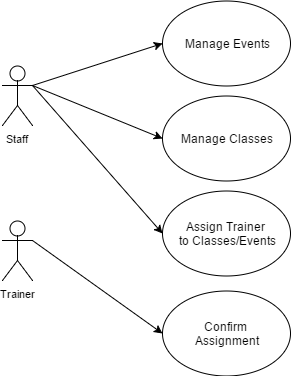 Manage Events
Staff
Manage Classes
Assign Trainer
to Classes/Events
Trainer
Confirm
Assignment